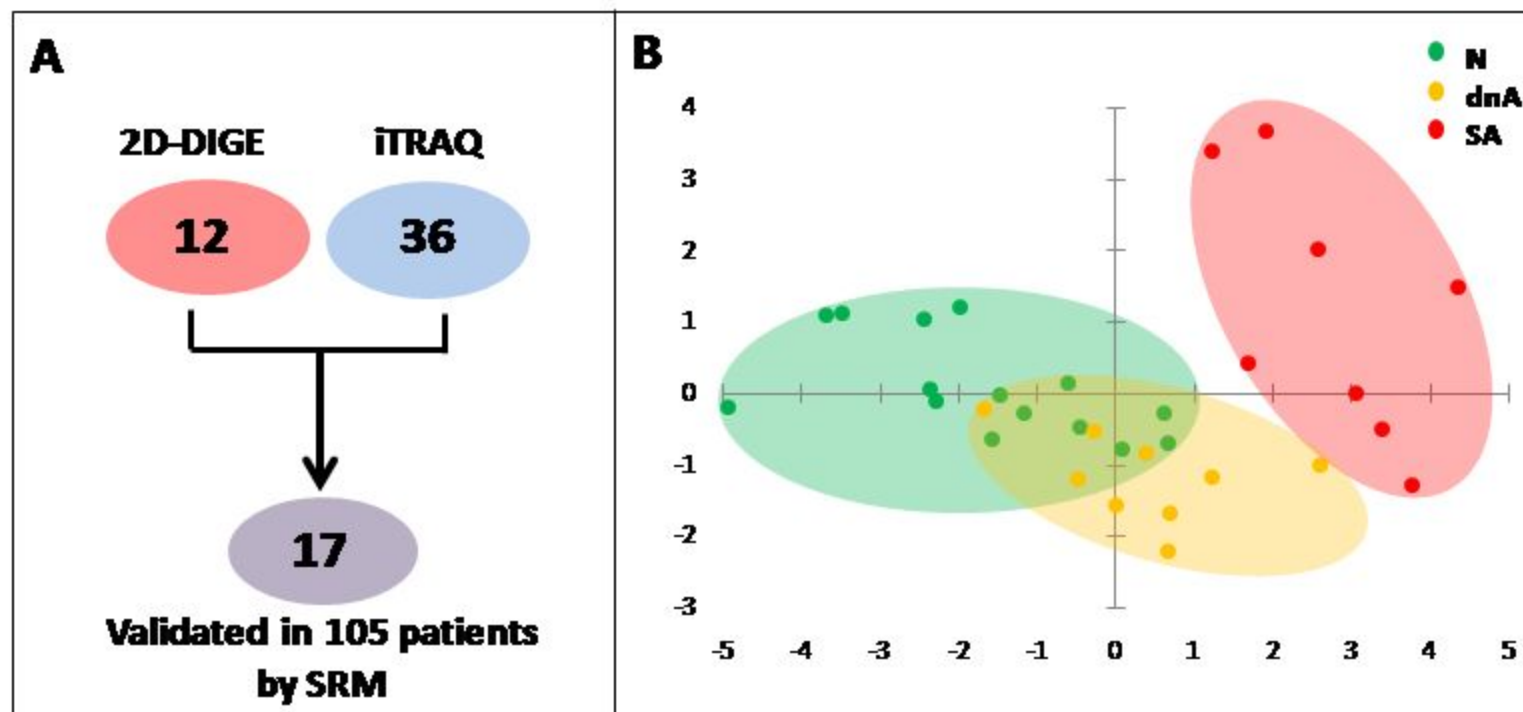 A
2D-DIGE iTRAQ
12 36
17
Validated in 105 patients
by SRM
B
N
dnA
SA
4
3
2
1
0
-1
-2
-3
-5 -4 -3 -2 -1 0 1 2 3 4 5